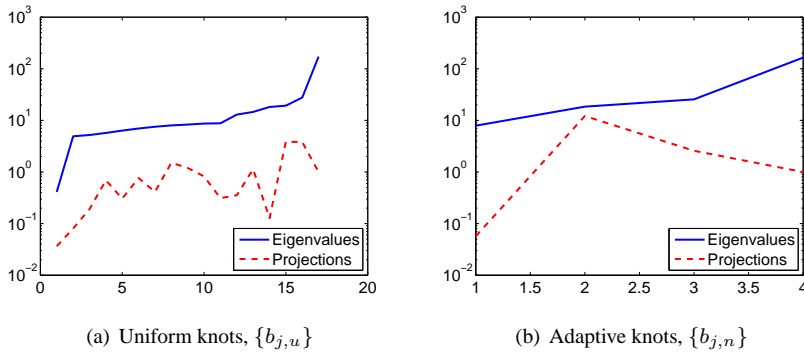 10^3
10^2
10^1
10^0
10^−1
10^−2
0 5 10 15 20
Eigenvalues
Projections
(a) Uniform knots, {b_{j,u}}
10^3
10^2
10^1
10^0
10^−1
10^−2
1 1.5 2 2.5 3 3.5 4
Eigenvalues
Projections
(b) Adaptive knots, {b_{j,n}}